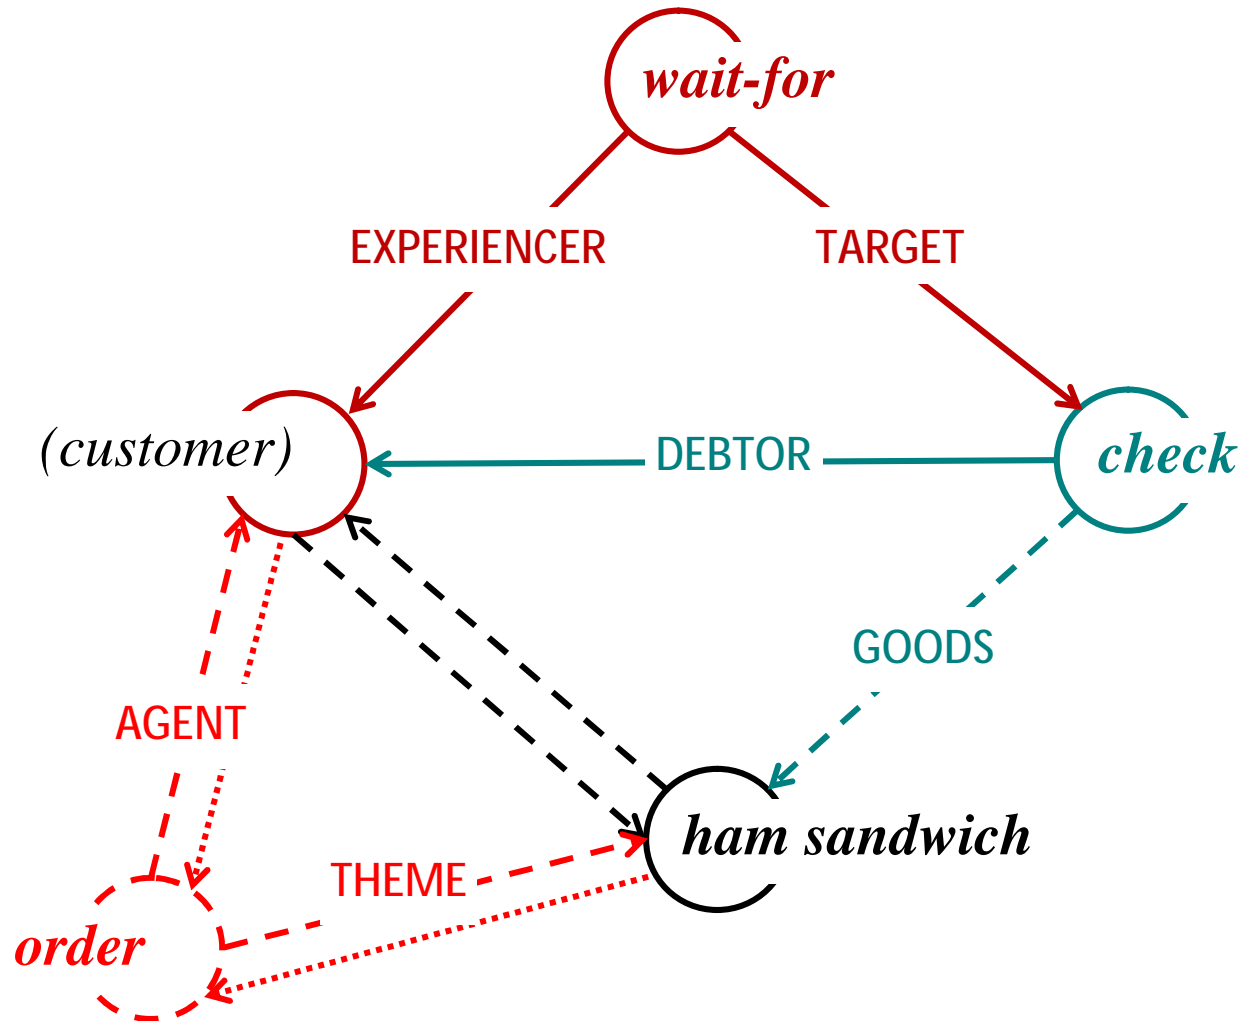 wait-for
EXPERIENCER
TARGET
(customer)
DEBTOR
check
GOODS
AGENT
ham sandwich
THEME
order